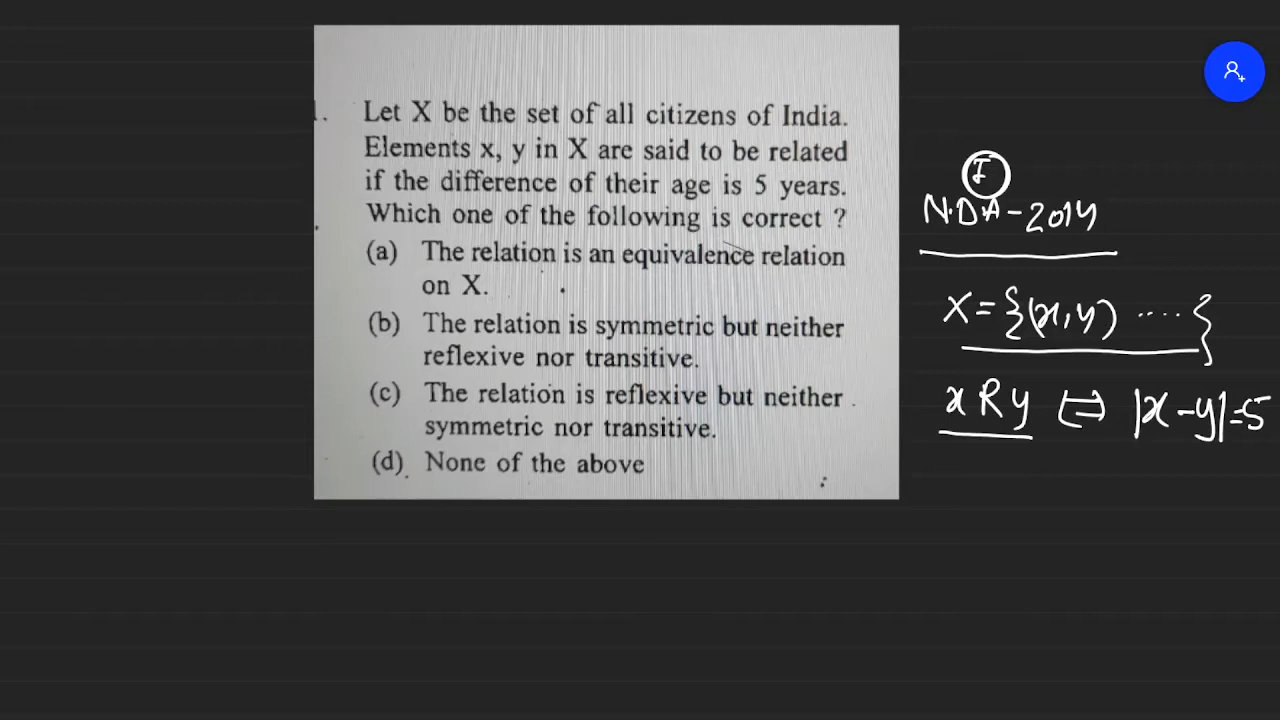 1. Let X be the set of all citizens of India.
Elements x, y in X are said to be related
if the difference of their age is 5 years.
Which one of the following is correct ?
(a) The relation is an equivalence relation
on X.
(b) The relation is symmetric but neither
reflexive nor transitive.
(c) The relation is reflexive but neither
symmetric nor transitive.
(d) None of the above
I
N.D.A-2014
X = {(x,y) ....}
x R y ⇔ |x-y|=5